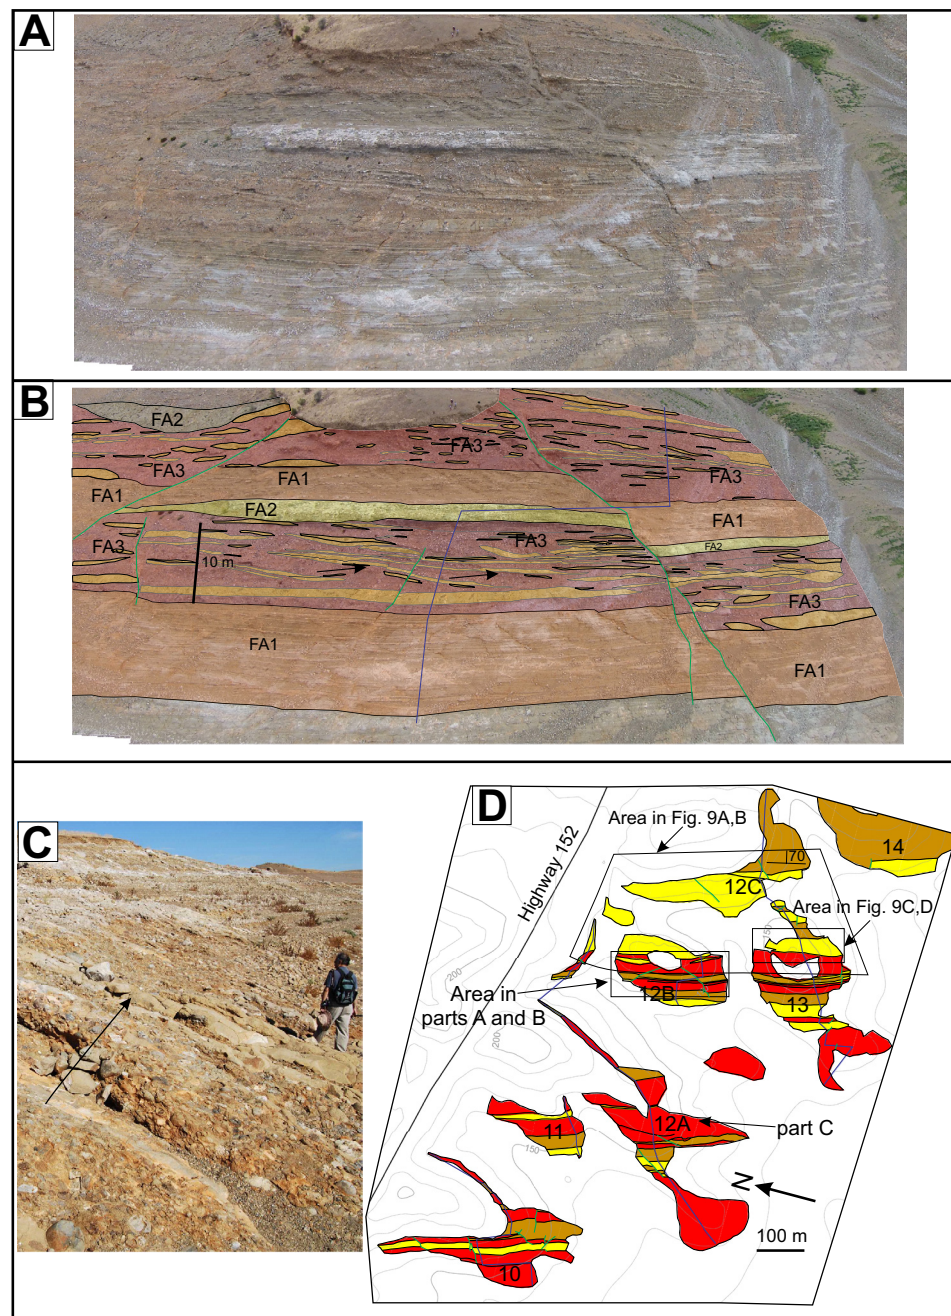 A
B
FA2
FA3
FA3
FA3
FA1
FA1
FA2
FA1
FA3
FA2
FA3
10 m
FA3
FA1
FA1
C
D
Highway 152
Area in Fig. 9A,B
14
70
12C
Area in Fig. 9C,D
150
200
Area in
parts A and B
12B
13
200
11
12A
part C
150
N
100 m
10